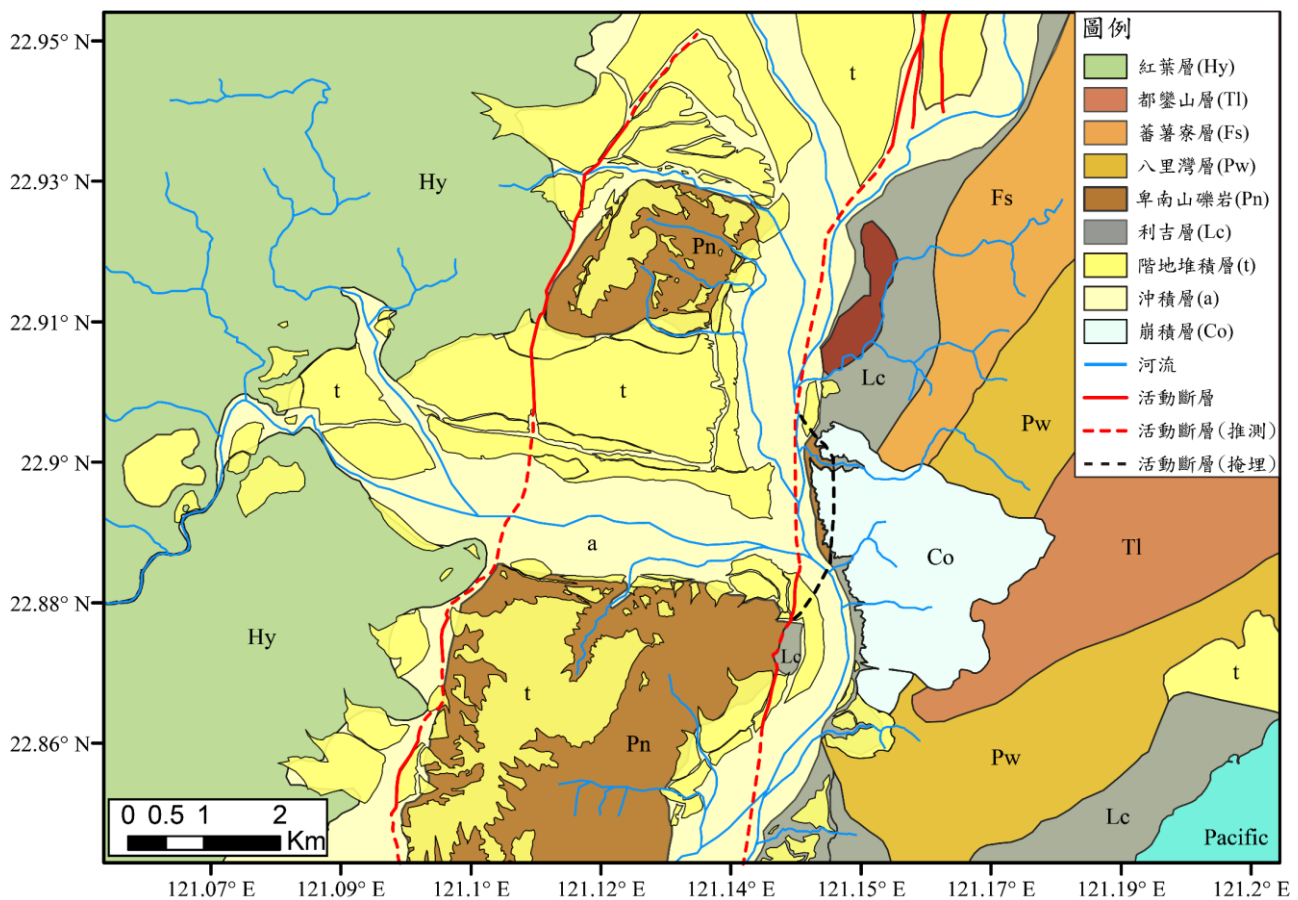 22.95° N
22.93° N
22.91° N
22.9° N
22.88° N
22.86° N
圖例
紅葉層(Hy)
都鑾山層(Tl)
蕃薯寮層(Fs)
八里灣層(Pw)
卑南山礫岩(Pn)
利吉層(Lc)
階地堆積層(t)
沖積層(a)
崩積層(Co)
河流
活動斷層
活動斷層(推測)
活動斷層(掩埋)
t
Hy
Fs
Pn
Lc
t
t
Pw
a
Co
Tl
Hy
Lc
t
t
Pn
Pw
Lc
Pacific
0 0.5 1 2
Km
121.07° E
121.09° E
121.1° E
121.12° E
121.14° E
121.15° E
121.17° E
121.19° E
121.2° E